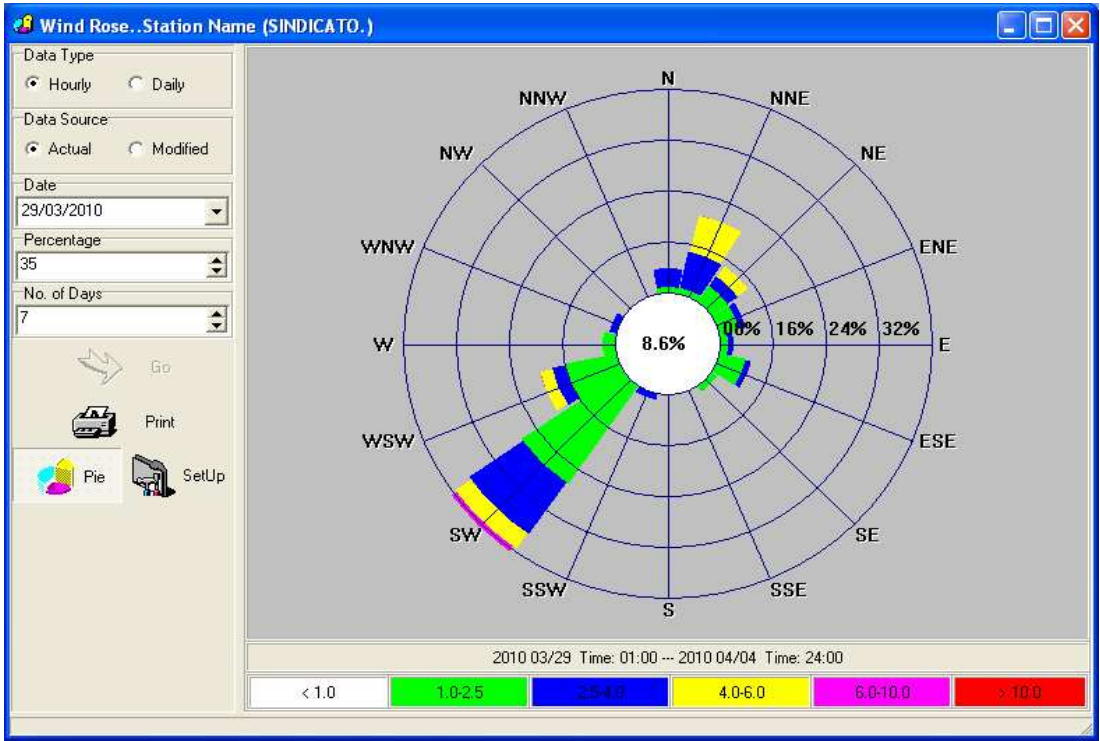 Wind Rose..Station Name (SINDICATO.)
Data Type
Hourly Daily
Data Source
Actual Modified
Date
29/03/2010
Percentage
35
No. of Days
7
Go
Print
Pie SetUp
N
NNW NNE
NW NE
WNW ENE
W 8.6% 08% 16% 24% 32% E
WSW ESE
SW SE
SSW SSE
S
2010 03/29 Time: 01:00 --- 2010 04/04 Time: 24:00
< 1.0 1.0-2.5 2.5-4.0 4.0-6.0 6.0-10.0 > 10.0